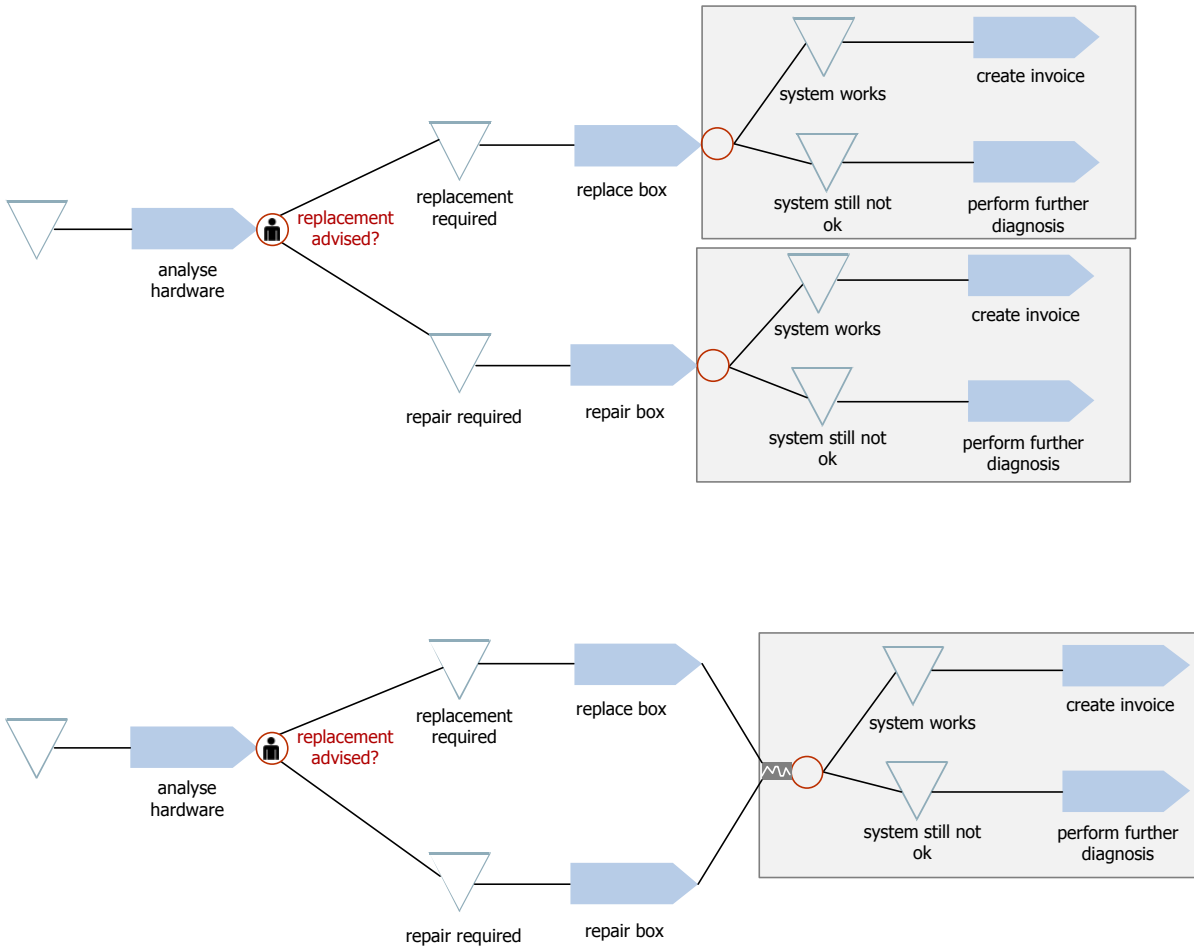 create invoice
system works
replacement
required
replace box
system still not
ok
perform further
diagnosis
replacement
advised?
analyse
hardware
create invoice
system works
repair required
repair box
system still not
ok
perform further
diagnosis
replacement
required
replace box
system works
create invoice
replacement
advised?
analyse
hardware
system still not
ok
perform further
diagnosis
repair required
repair box